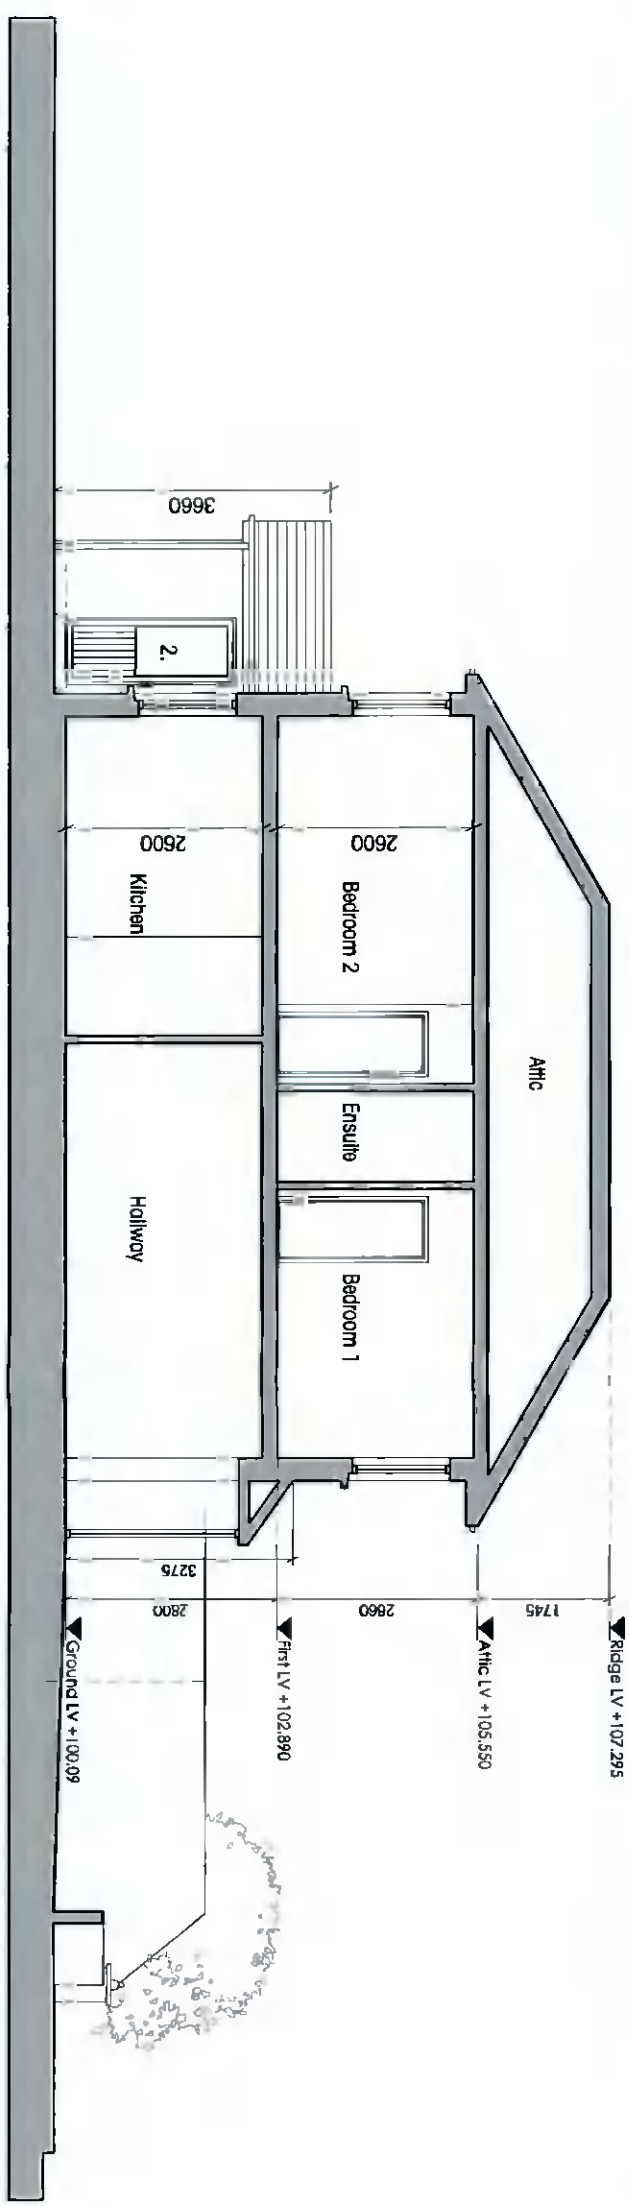 Ridge LV +107.295
1745
Attic
Attic LV +105.550
2660
2600
Bedroom 2
Ensuite
Bedroom 1
First LV +102.890
3660
2.
2600
Kitchen
Hallway
3275
2800
Ground LV +100.09